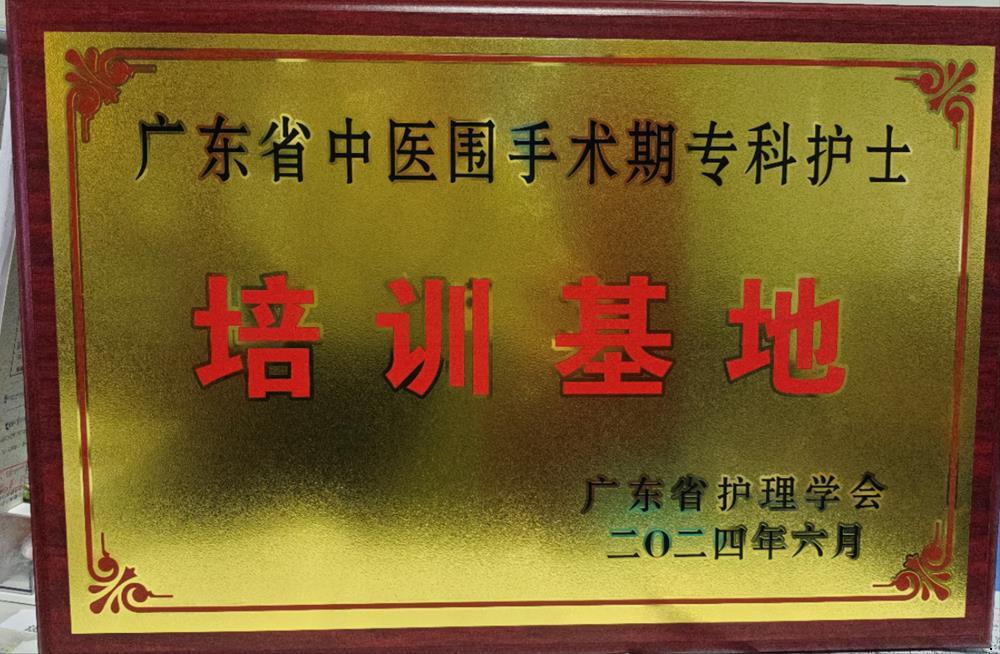 广东省中医围手术期专科护士
培训基地
广东省护理学会
二O二四年六月